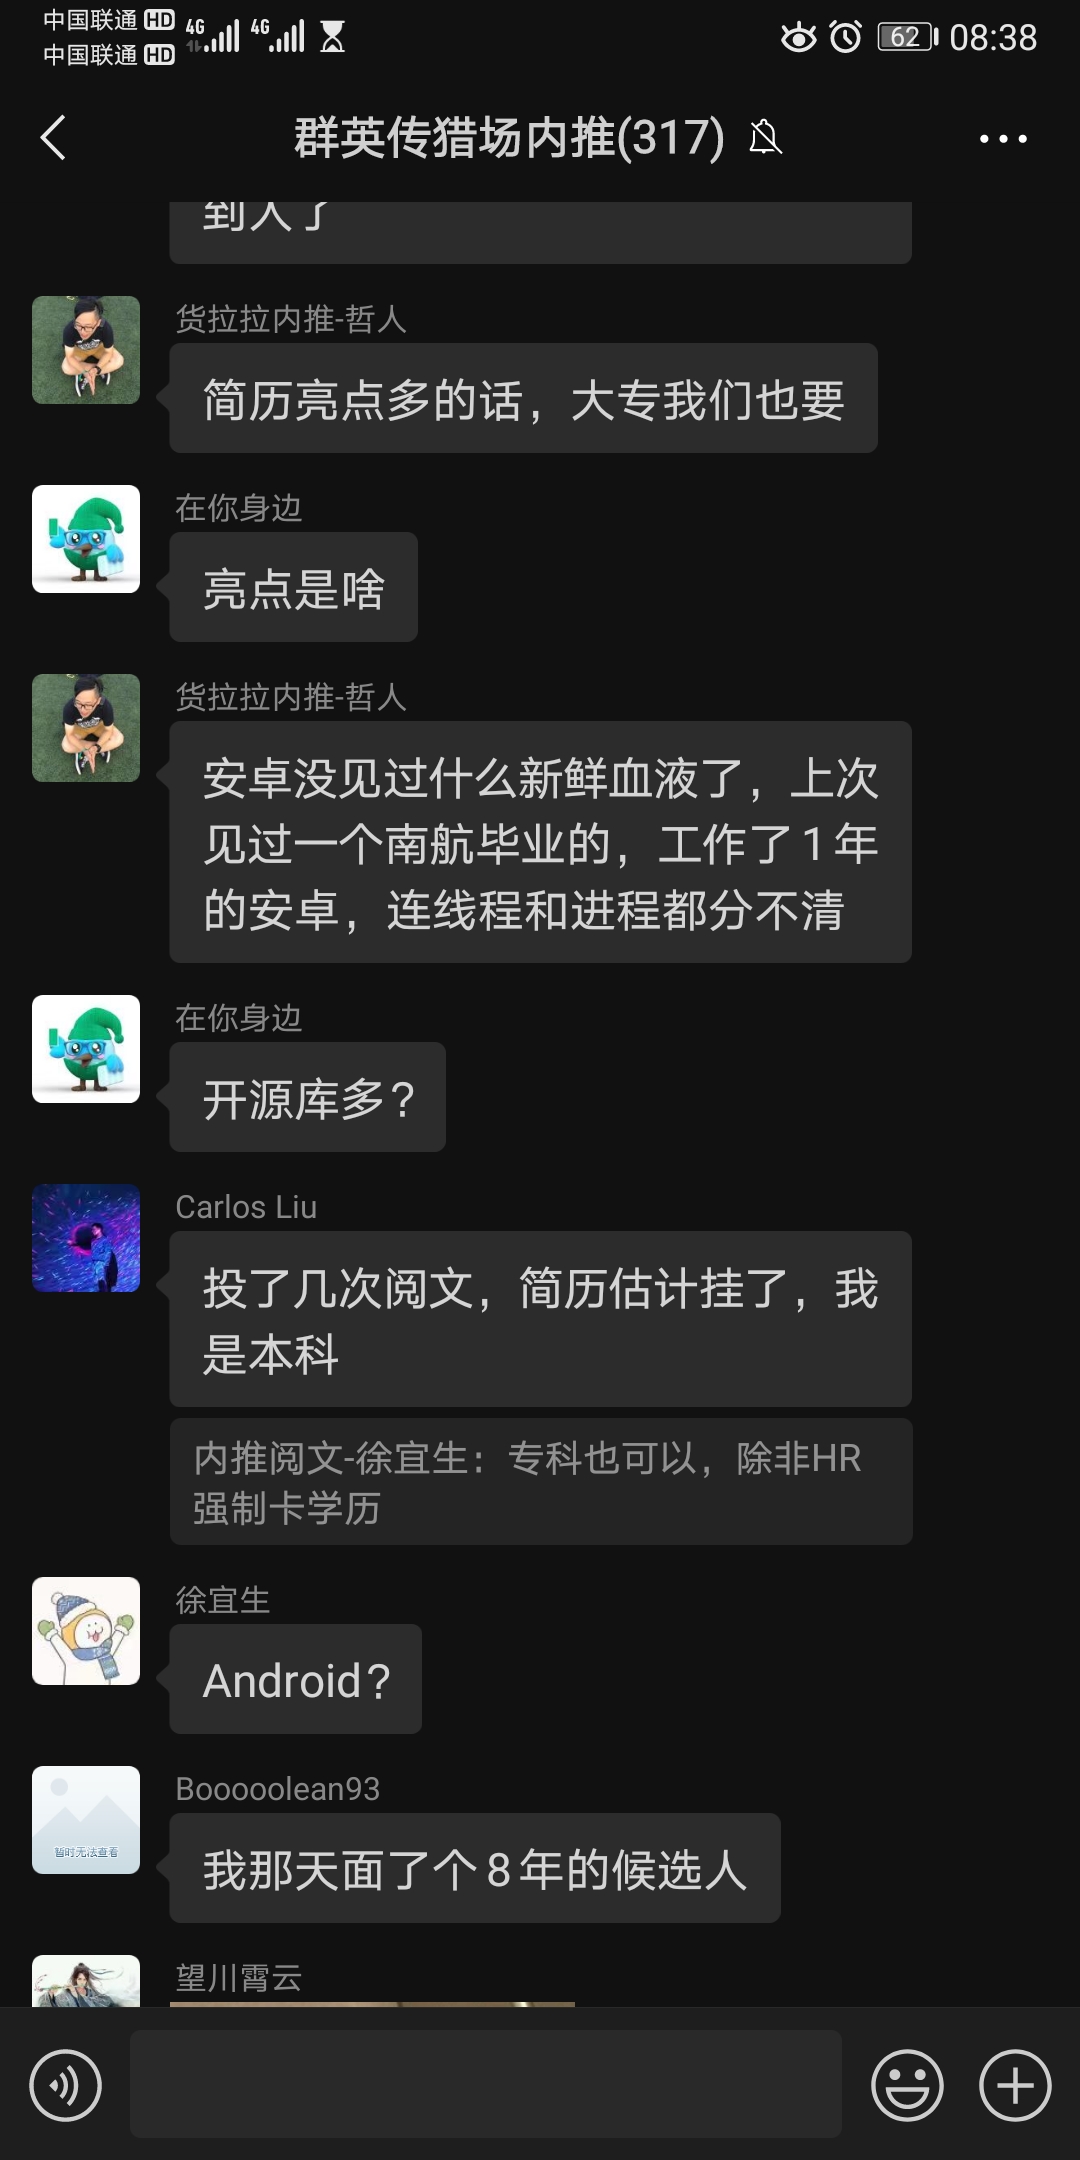 中国联通 HD 4G 4G 62 08:38
中国联通 HD
群英传猎场内推(317)
到人了
货拉拉内推-哲人
简历亮点多的话，大专我们也要
在你身边
亮点是啥
货拉拉内推-哲人
安卓没见过什么新鲜血液了，上次
见过一个南航毕业的，工作了1年
的安卓，连线程和进程都分不清
在你身边
开源库多？
Carlos Liu
投了几次阅文，简历估计挂了，我
是本科
内推阅文-徐宜生：专科也可以，除非HR
强制卡学历
徐宜生
Android？
Booooolean93
暂时无法查看
我那天面了个8年的候选人
望川霄云